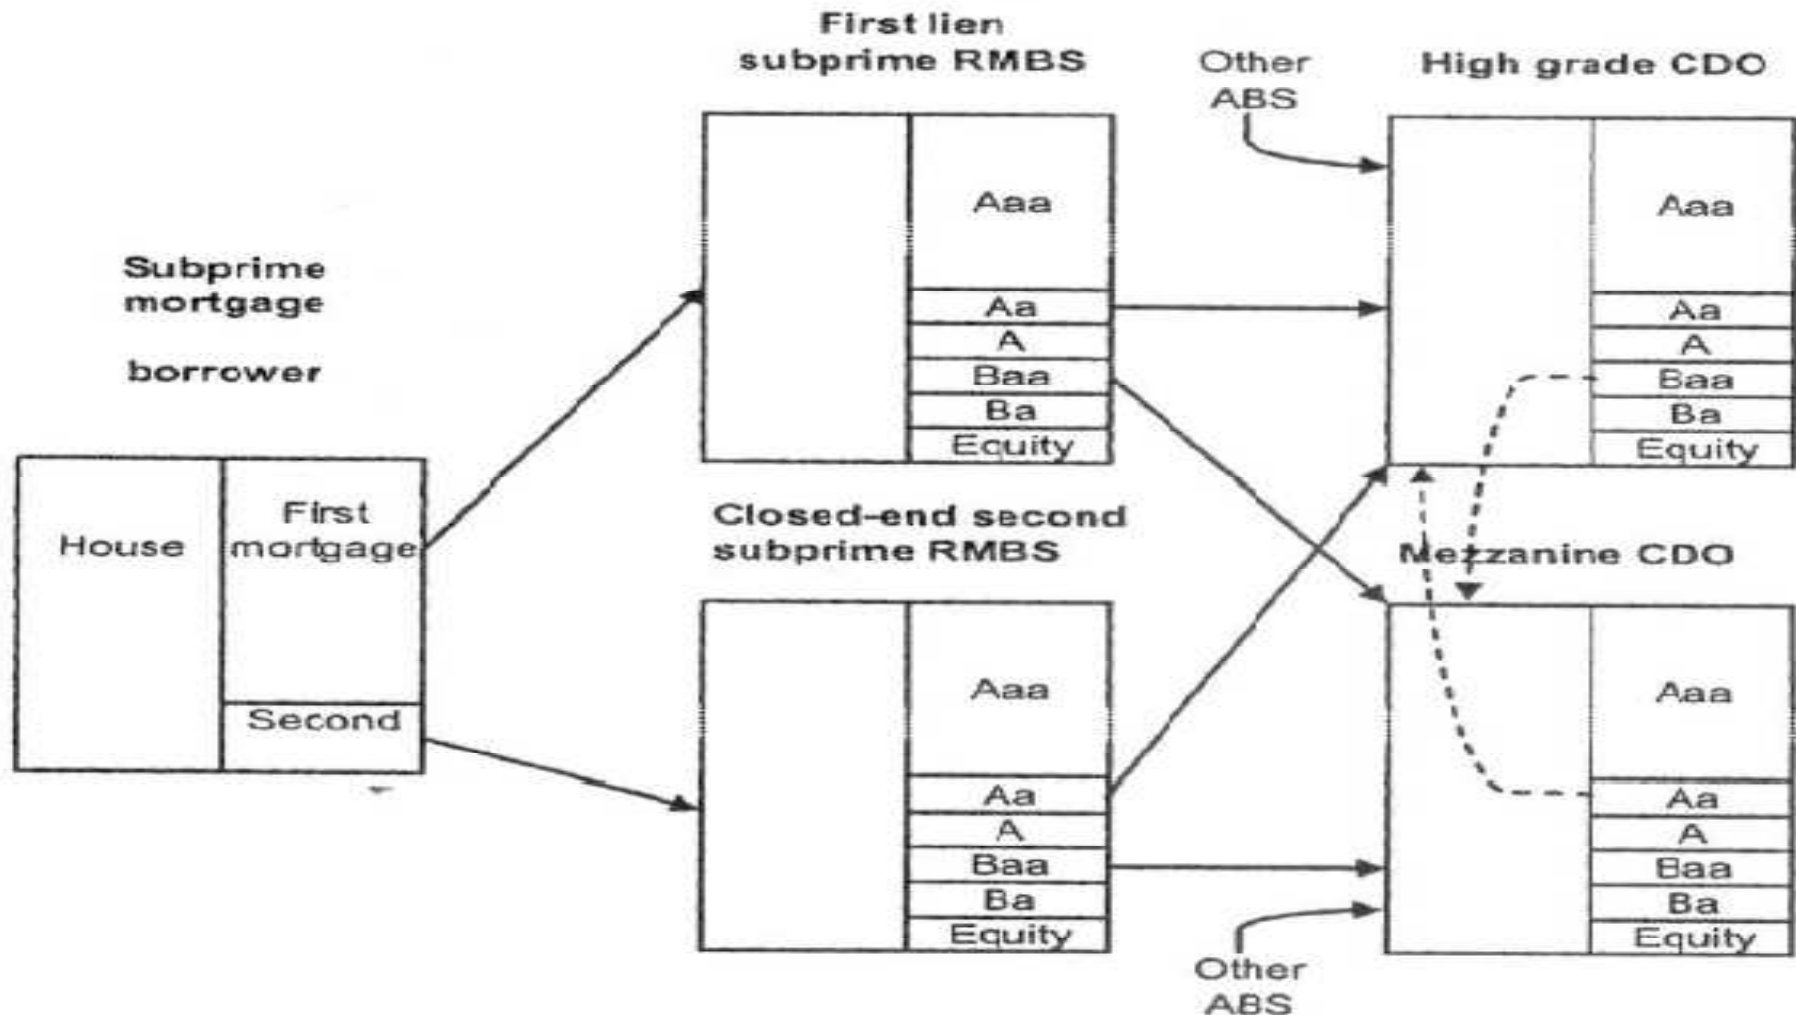 First lien
subprime RMBS
Other
ABS
High grade CDO
Aaa
Aa
A
Baa
Ba
Equity
Aaa
Aa
A
Baa
Ba
Equity
Subprime
mortgage
borrower
House
First
mortgage
Second
Closed-end second
subprime RMBS
Mezzanine CDO
Aaa
Aa
A
Baa
Ba
Equity
Aaa
Aa
A
Baa
Ba
Equity
Other
ABS